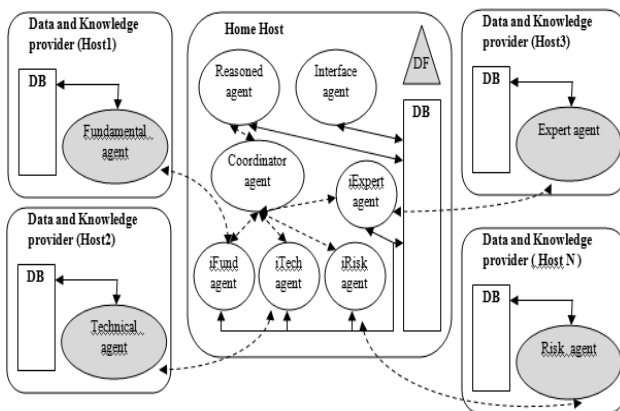 Data and Knowledge
provider (Host1)
DB
Fundamental
agent
Data and Knowledge
provider (Host2)
DB
Technical
agent
Home Host
Reasoned
agent
Interface
agent
DF
DB
Coordinator
agent
iExpert
agent
iFund
agent
iTech
agent
iRisk
agent
Data and Knowledge
provider (Host3)
DB
Expert agent
Data and Knowledge
provider ( Host N)
DB
Risk agent